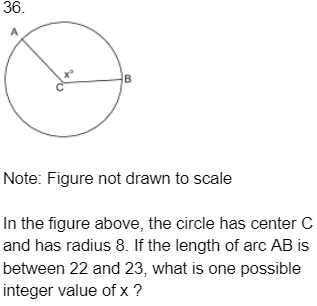 36.
A
x°
B
C
Note: Figure not drawn to scale
In the figure above, the circle has center C
and has radius 8. If the length of arc AB is
between 22 and 23, what is one possible
integer value of x ?